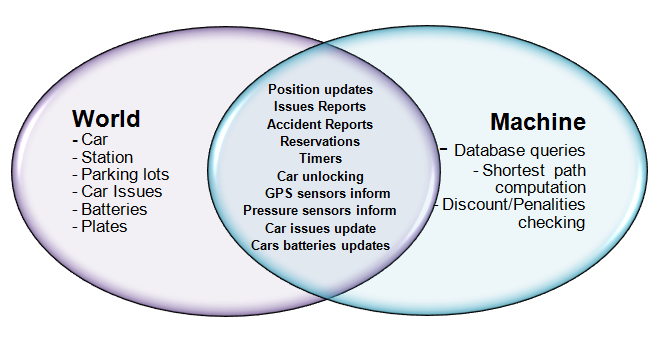 World
- Car
- Station
- Parking lots
- Car Issues
- Batteries
- Plates
Position updates
Issues Reports
Accident Reports
Reservations
Timers
Car unlocking
GPS sensors inform
Pressure sensors inform
Car issues update
Cars batteries updates
Machine
- Database queries
- Shortest path
computation
- Discount/Penalities
checking